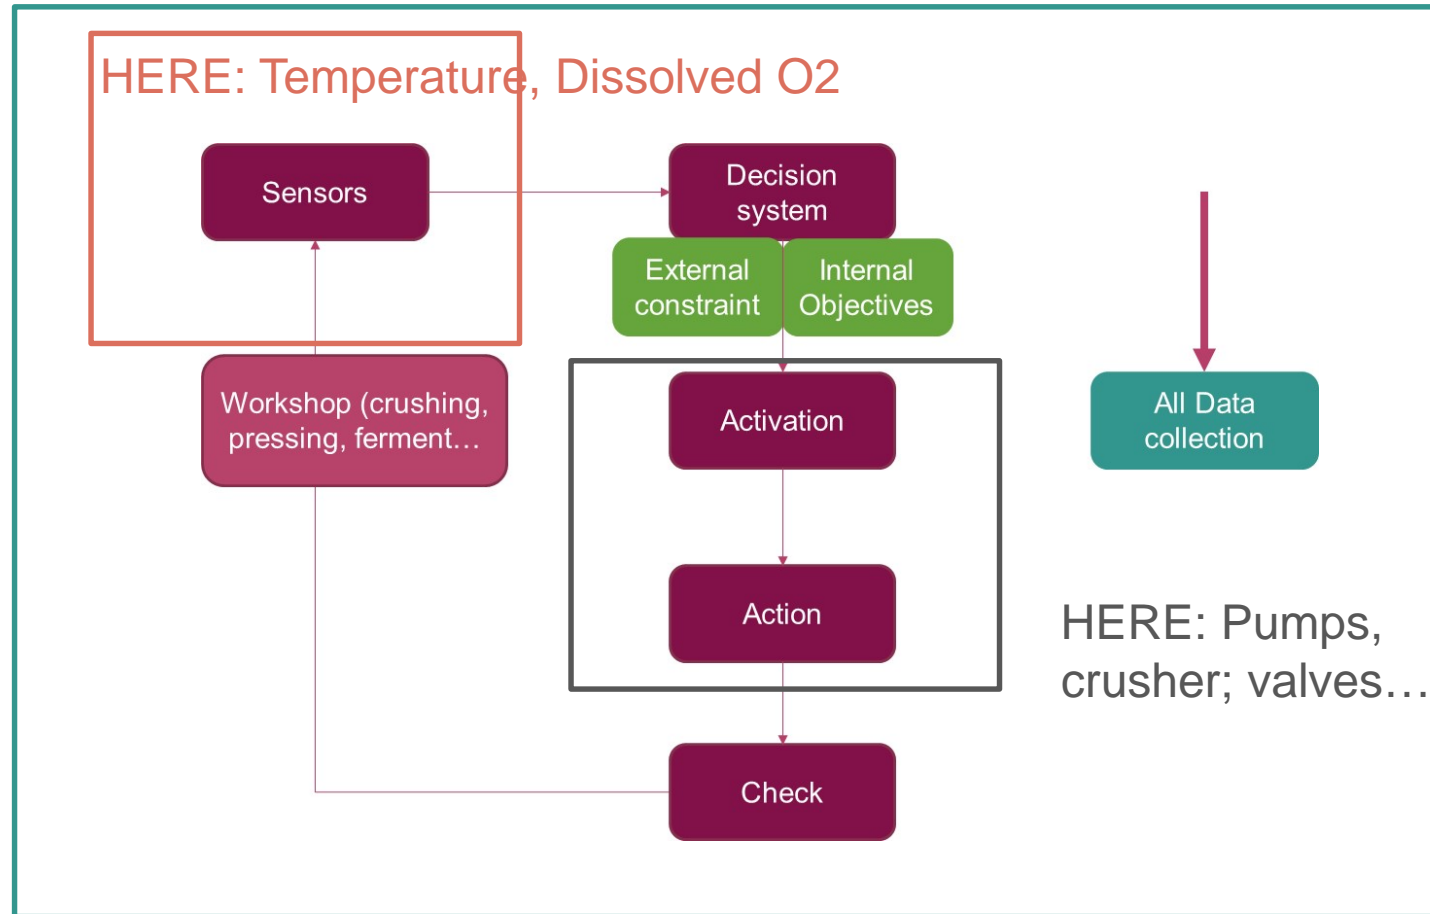 HERE: Temperature, Dissolved O2
Sensors
Decision
system
External
constraint
Internal
Objectives
Workshop (crushing,
pressing, ferment…
Activation
All Data
collection
Action
HERE: Pumps,
crusher; valves…
Check